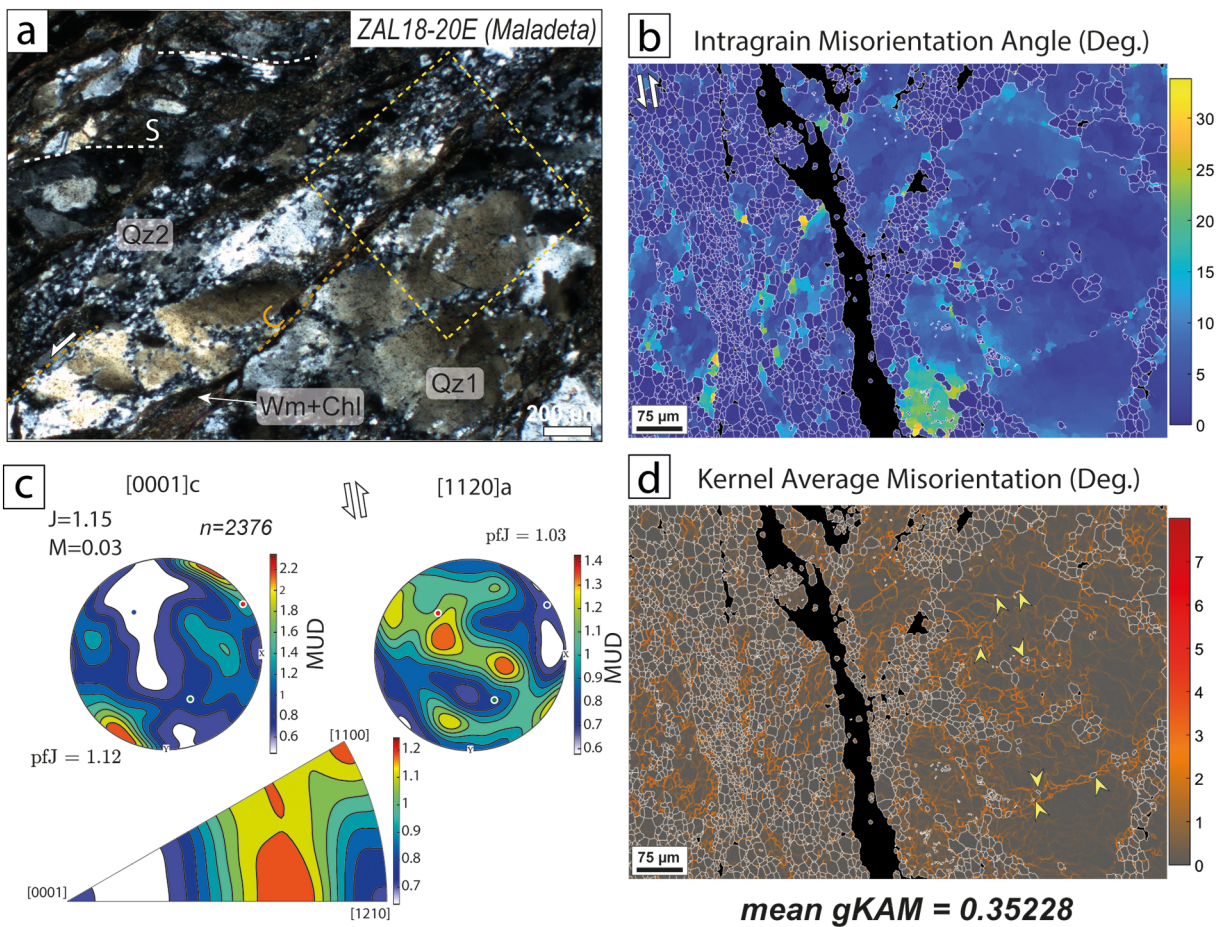 a
ZAL18-20E (Maladeta)
S
Qz2
C
Qz1
Wm+Chl
200 µm
b
Intragrain Misorientation Angle (Deg.)
30
25
20
15
10
5
0
75 µm
c
[0001]c
[1120]a
J=1.15
M=0.03
n=2376
pfJ = 1.03
2.2
2
1.8
1.6
1.4
1.2
1
0.8
0.6
MUD
X
Y
pfJ = 1.12
1.4
1.3
1.2
1.1
1
0.9
0.8
0.7
0.6
MUD
X
Y
[1100]
[0001]
[1210]
1.2
1.1
1
0.9
0.8
0.7
d
Kernel Average Misorientation (Deg.)
7
6
5
4
3
2
1
0
75 µm
mean gKAM = 0.35228